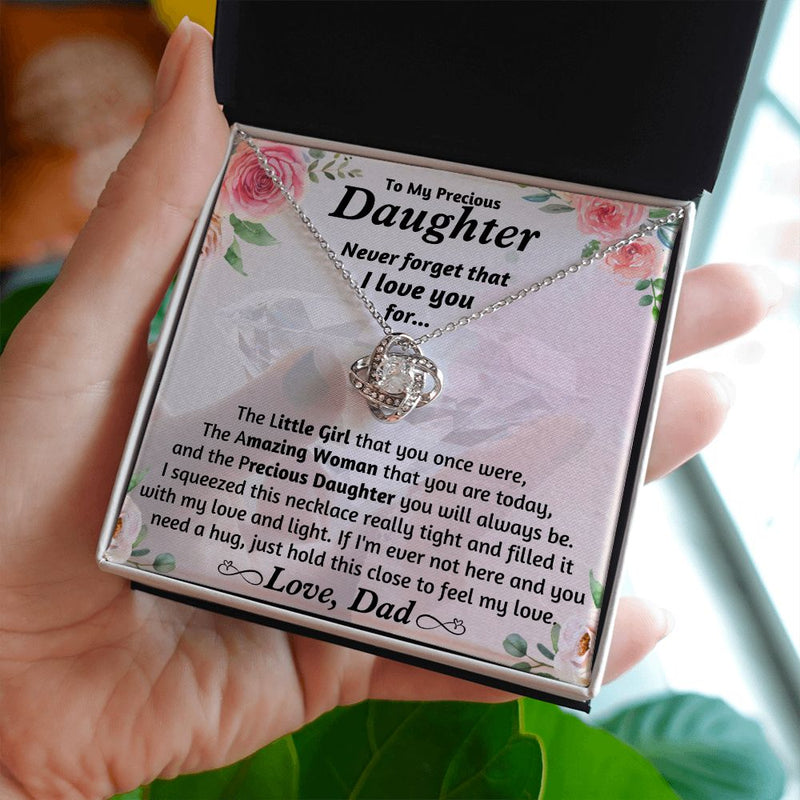 To My Precious
Daughter
Never forget that
I love you
for...
The Little Girl that you once were,
The Amazing Woman that you are today,
and the Precious Daughter you will always be.
I squeezed this necklace really tight and filled it
with my love and light. If I'm ever not here and you
need a hug, just hold this close to feel my love.
Love, Dad